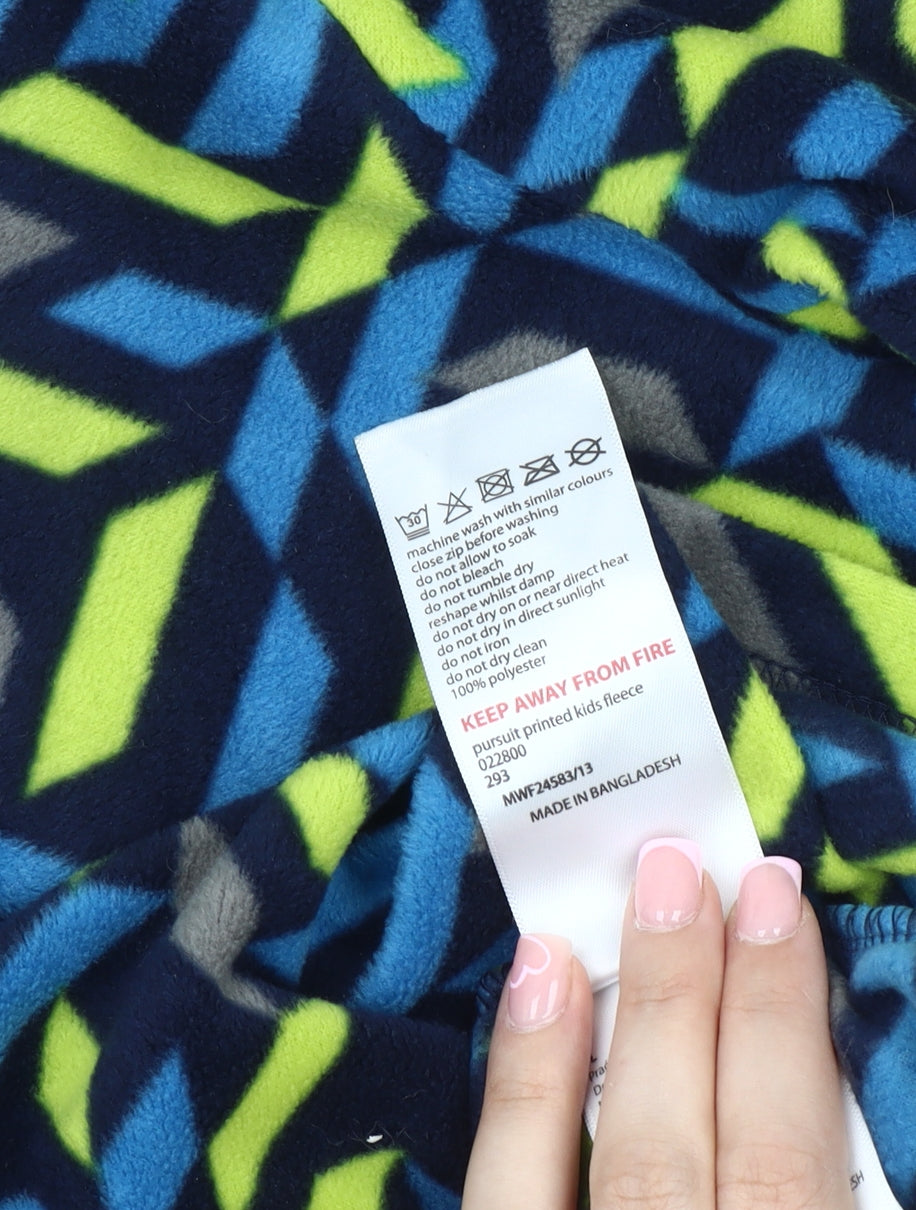 30
machine wash with similar colours
close zip before washing
do not allow to soak
do not bleach
do not tumble dry
reshape whilst damp
do not dry on or near direct heat
do not dry in direct sunlight
do not iron
do not dry clean
100% polyester
KEEP AWAY FROM FIRE
pursuit printed kids fleece
022800
293
MWF24583/13
MADE IN BANGLADESH